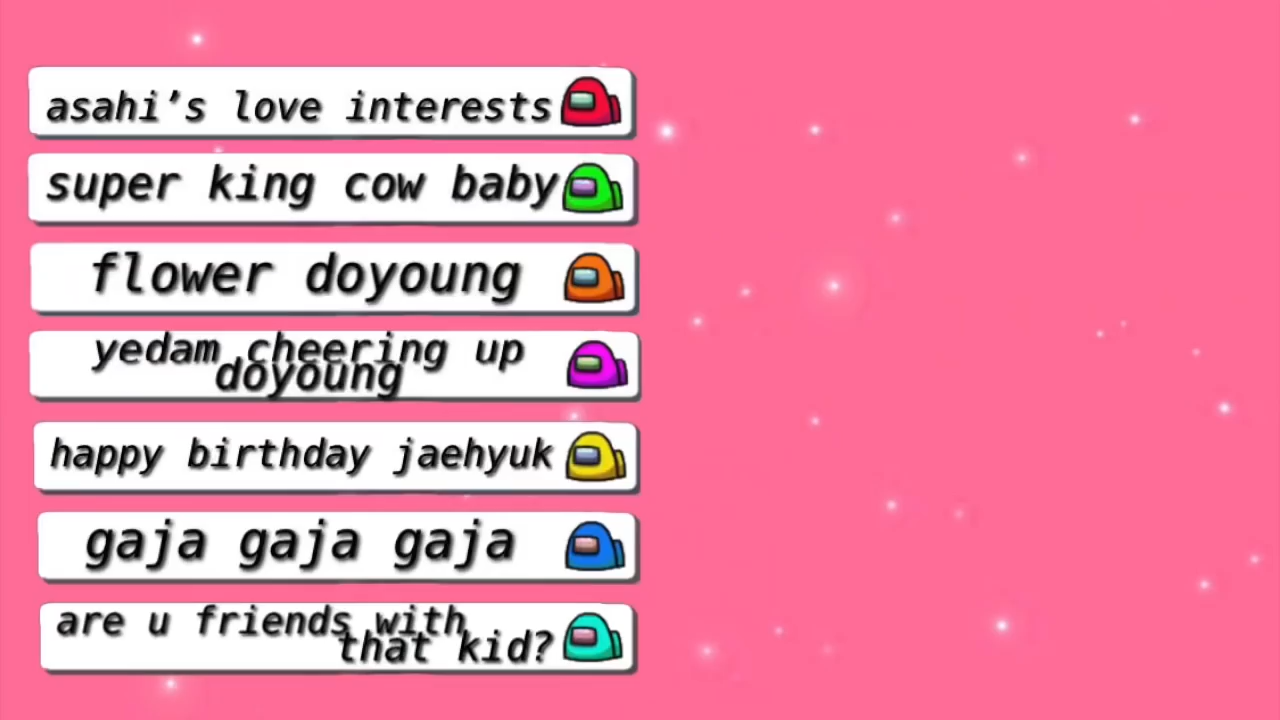 asahi’s love interests
super king cow baby
flower doyoung
yedam cheering up
doyoung
happy birthday jaehyuk
gaja gaja gaja
are u friends with
that kid?